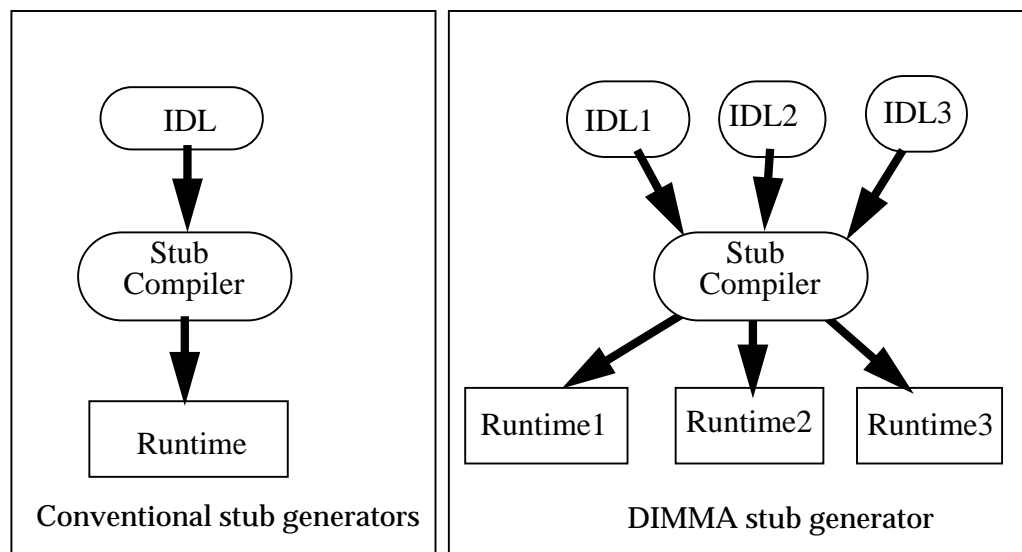 IDL
Stub
Compiler
Runtime
Conventional stub generators
IDL1
IDL2
IDL3
Stub
Compiler
Runtime1
Runtime2
Runtime3
DIMMA stub generator